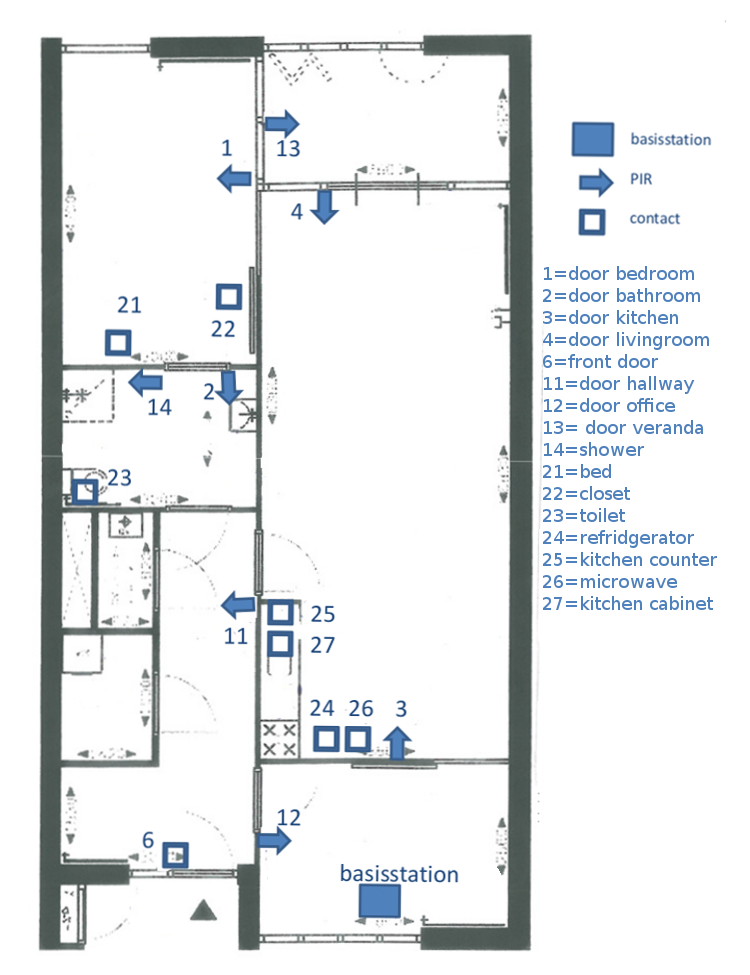 1
13
4
21
22
2
14
23
11
25
27
24
26
3
12
6
basisstation
basisstation
PIR
contact
1=door bedroom
2=door bathroom
3=door kitchen
4=door livingroom
6=front door
11=door hallway
12=door office
13= door veranda
14=shower
21=bed
22=closet
23=toilet
24=refridgerator
25=kitchen counter
26=microwave
27=kitchen cabinet